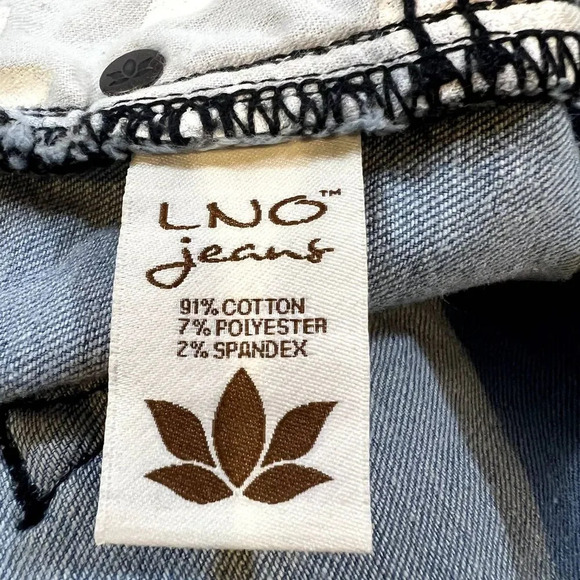 LNO™
jeans
91% COTTON
7% POLYESTER
2% SPANDEX